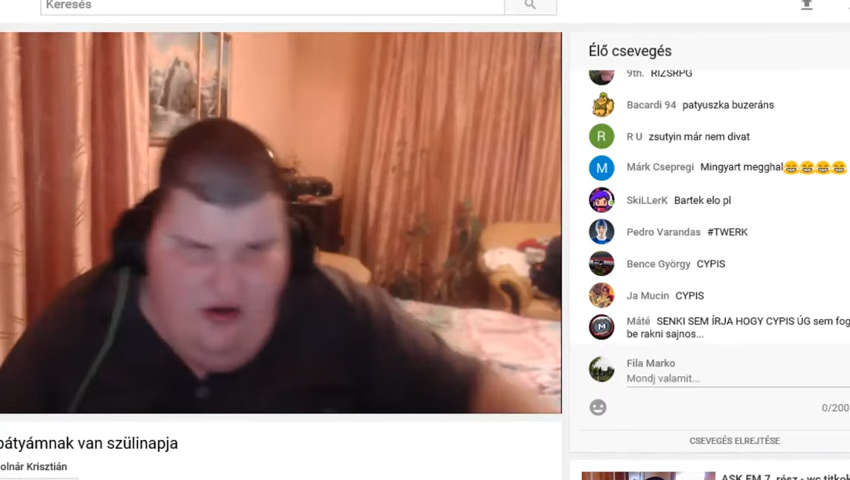 Keresés
Élő csevegés
9th. RIZSRPG
Bacardi 94 patyuszka buzeráns
R
R U zsutyin már nem divat
M
Márk Csepregi Mingyart megghal😂😂😂😂
SkiLLerK Bartek elo pl
Pedro Varandas #TWERK
Bence György CYPIS
Ja Mucin CYPIS
M
Máté SENKI SEM ÍRJA HOGY CYPIS ÚG sem fog
be rakni sajnos...
Fila Marko
Mondj valamit...
0/200
CSEVEGÉS ELREJTÉSE
bátyámnak van szülinapja
olnár Krisztián
ASK FM 7. rész - wc titkok